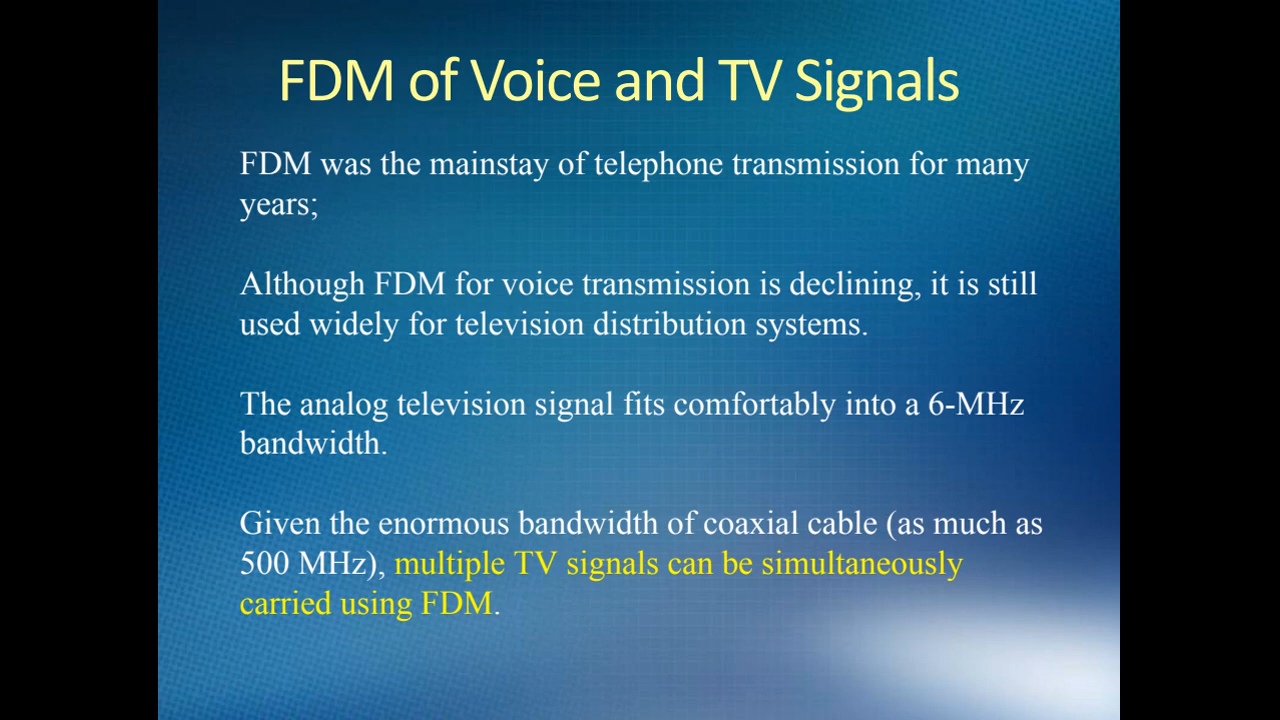 FDM of Voice and TV Signals
FDM was the mainstay of telephone transmission for many
years;
Although FDM for voice transmission is declining, it is still
used widely for television distribution systems.
The analog television signal fits comfortably into a 6-MHz
bandwidth.
Given the enormous bandwidth of coaxial cable (as much as
500 MHz), multiple TV signals can be simultaneously
carried using FDM.